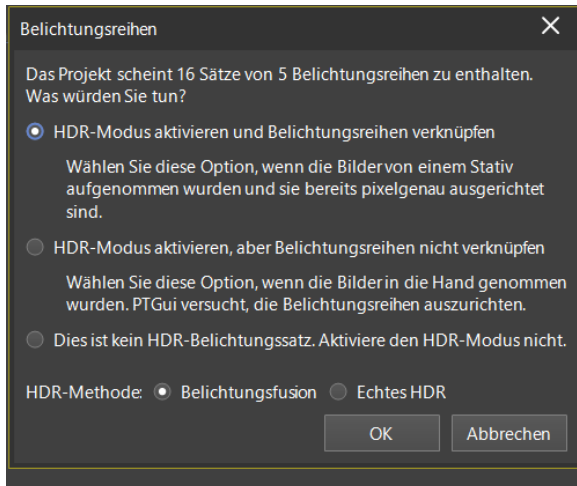 Belichtungsreihen
Das Projekt scheint 16 Sätze von 5 Belichtungsreihen zu enthalten.
Was würden Sie tun?
HDR-Modus aktivieren und Belichtungsreihen verknüpfen
Wählen Sie diese Option, wenn die Bilder von einem Stativ
aufgenommen wurden und sie bereits pixelgenau ausgerichtet
sind.
HDR-Modus aktivieren, aber Belichtungsreihen nicht verknüpfen
Wählen Sie diese Option, wenn die Bilder in die Hand genommen
wurden. PTGui versucht, die Belichtungsreihen auszurichten.
Dies ist kein HDR-Belichtungssatz. Aktiviere den HDR-Modus nicht.
HDR-Methode: Belichtungsfusion Echtes HDR
OK Abbrechen